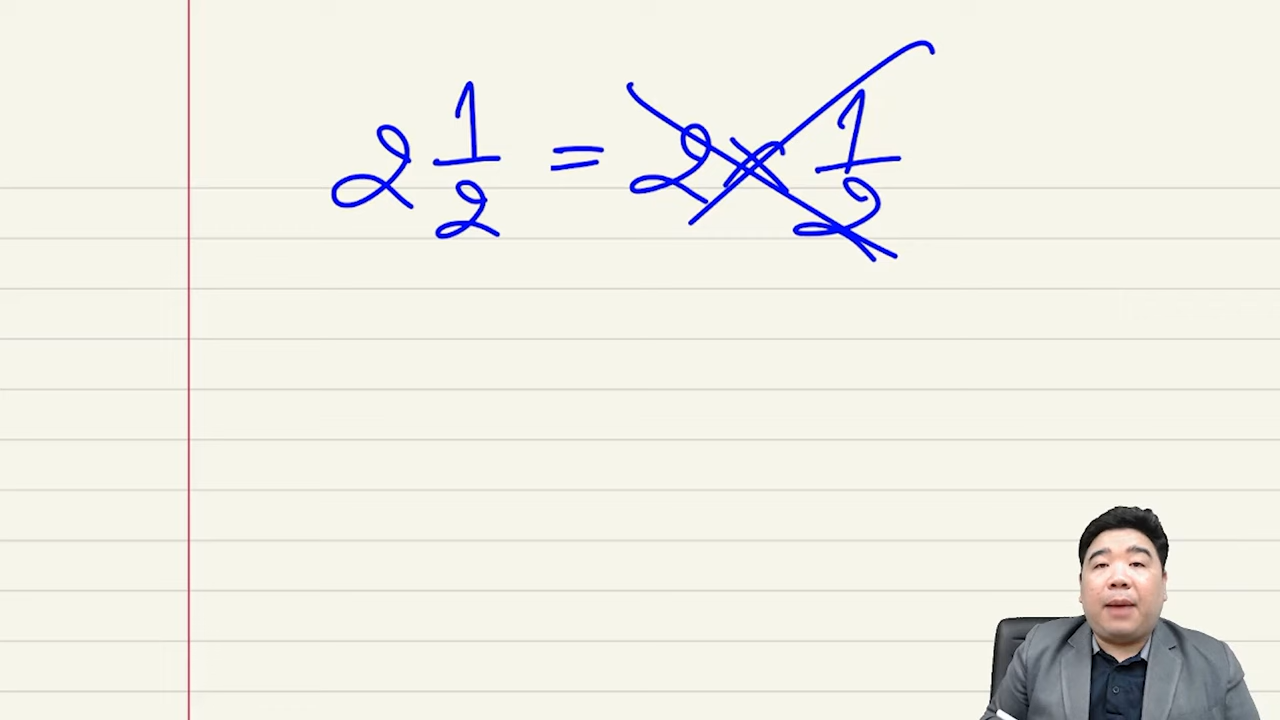 2 1/2 = 2 × 1/2